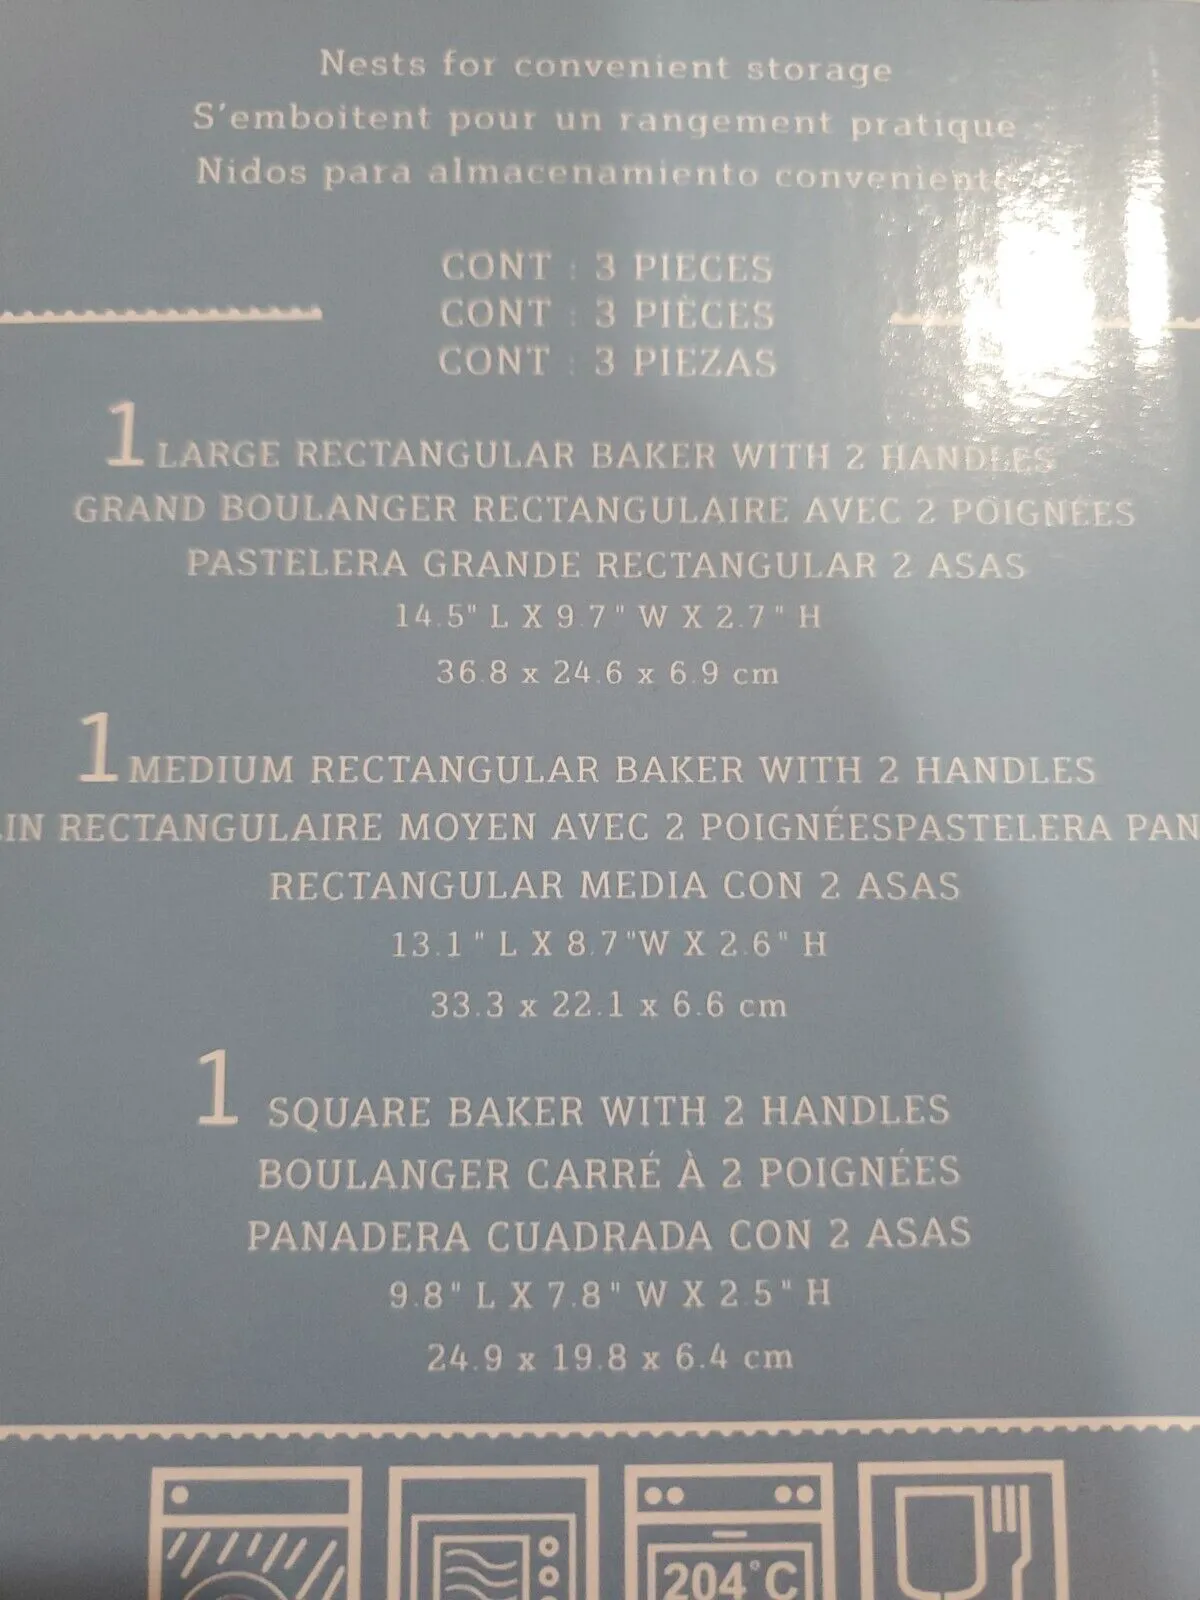 Nests for convenient storage
S'emboitent pour un rangement pratique
Nidos para almacenamiento conveniente
CONT : 3 PIECES
CONT : 3 PIÈCES
CONT : 3 PIEZAS
1 LARGE RECTANGULAR BAKER WITH 2 HANDLES
GRAND BOULANGER RECTANGULAIRE AVEC 2 POIGNÉES
PASTELERA GRANDE RECTANGULAR 2 ASAS
14.5" L X 9.7" W X 2.7" H
36.8 x 24.6 x 6.9 cm
1 MEDIUM RECTANGULAR BAKER WITH 2 HANDLES
IN RECTANGULAIRE MOYEN AVEC 2 POIGNÉESPASTELERA PAN
RECTANGULAR MEDIA CON 2 ASAS
13.1" L X 8.7"W X 2.6" H
33.3 x 22.1 x 6.6 cm
1 SQUARE BAKER WITH 2 HANDLES
BOULANGER CARRÉ À 2 POIGNÉES
PANADERA CUADRADA CON 2 ASAS
9.8" L X 7.8" W X 2.5" H
24.9 x 19.8 x 6.4 cm
204°C